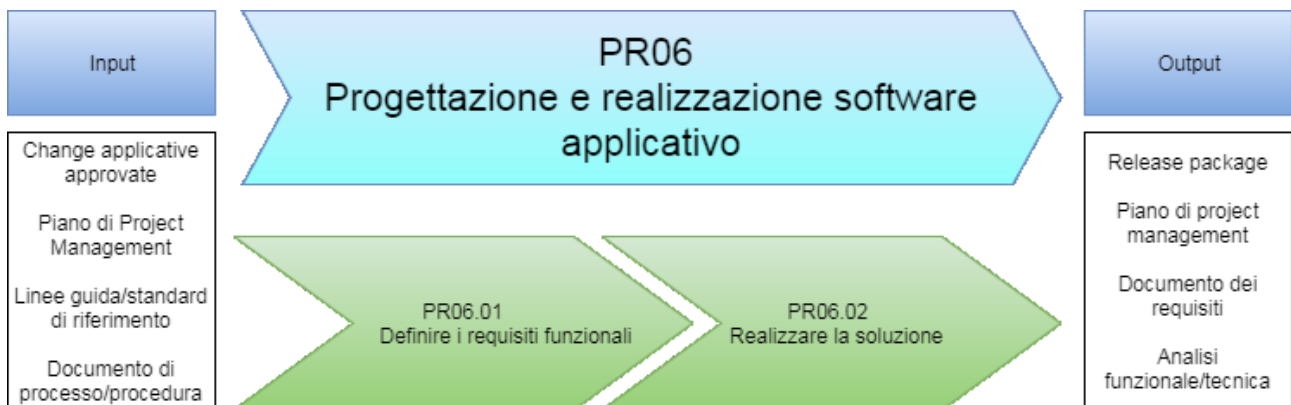 Input
PR06
Progettazione e realizzazione software
applicativo
Output
Change applicative
approvate
Piano di Project
Management
Linee guida/standard
di riferimento
Documento di
processo/procedura
PR06.01
Definire i requisiti funzionali
PR06.02
Realizzare la soluzione
Release package
Piano di project
management
Documento dei
requisiti
Analisi
funzionale/tecnica